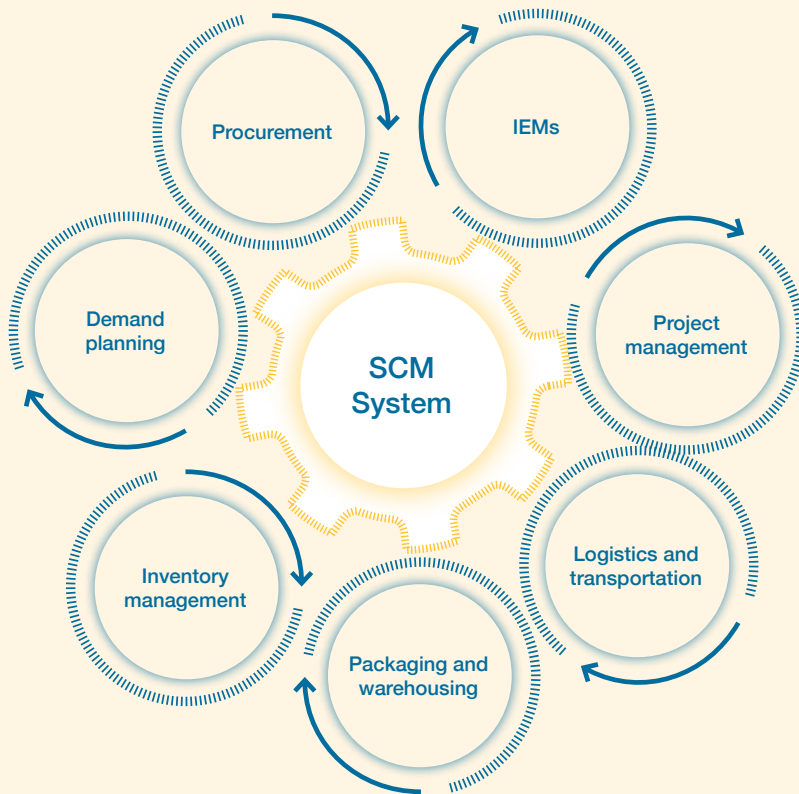 Procurement
IEMs
Demand
planning
Project
management
SCM
System
Inventory
management
Logistics and
transportation
Packaging and
warehousing